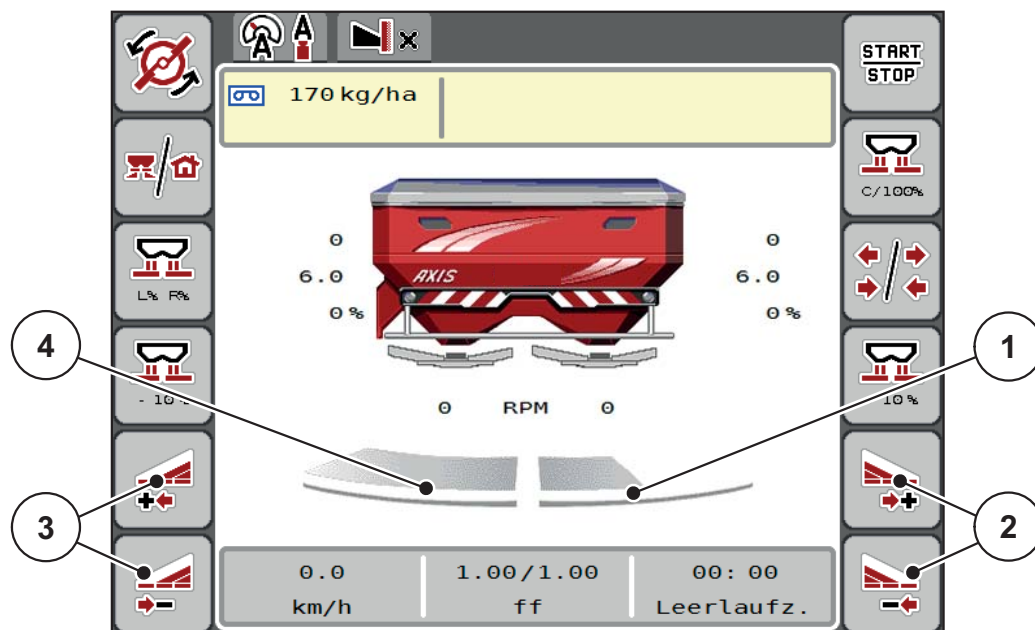 A A ×
START
STOP
170 kg/ha
C/100%
0 0
6.0 AXIS 6.0
L% R%
0% 0%
4
1
- 10 %
10 %
0 RPM 0
3
2
0.0 1.00/1.00 00:00
km/h ff Leerlaufz.